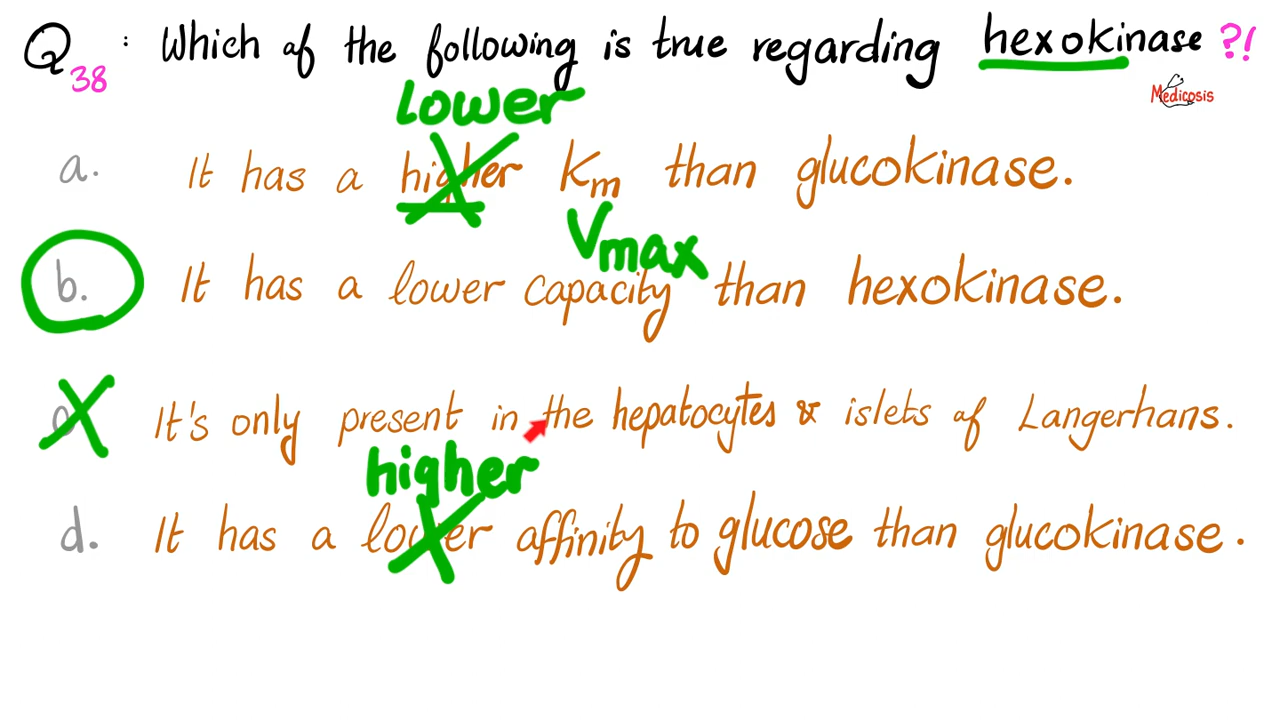 Q38: Which of the following is true regarding hexokinase ?!
Medicosis
Lower
a. It has a higher Km than glucokinase.
Vmax
b. It has a lower capacity than hexokinase.
It's only present in the hepatocytes & islets of Langerhans.
higher
d. It has a lower affinity to glucose than glucokinase.